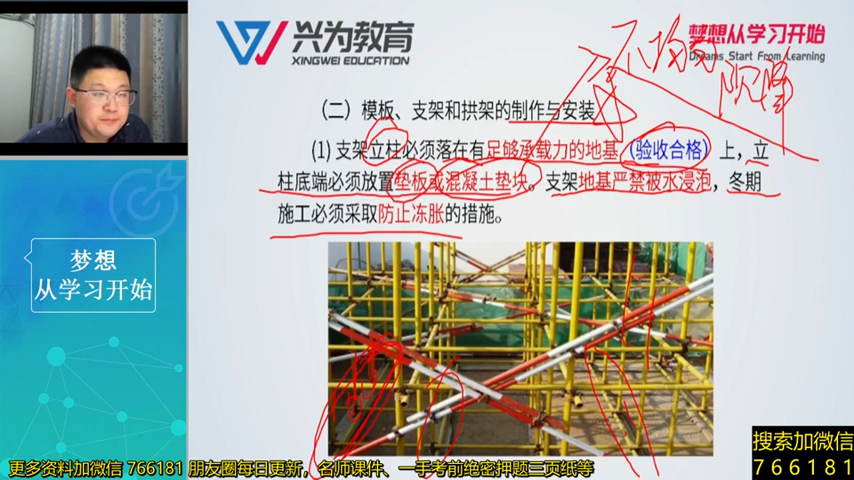 兴为教育
XINGWEI EDUCATION
梦想从学习开始
Dreams Start From Learning
不均匀
沉降
(二) 模板、支架和拱架的制作与安装
(1) 支架立柱必须落在有足够承载力的地基 (验收合格) 上,立
柱底端必须放置垫板或混凝土垫块。支架地基严禁被水浸泡,冬期
施工必须采取防止冻胀的措施。
梦想
从学习开始
更多资料加微信 766181 朋友圈每日更新,名师课件、一手考前绝密押题三页纸等
搜索加微信
766181